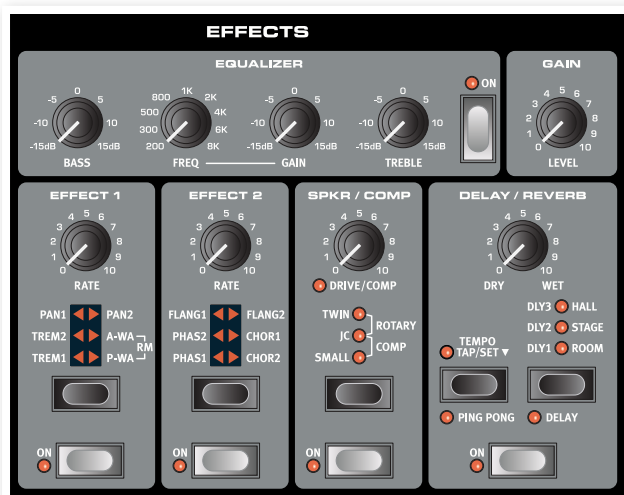 EFFECTS
EQUALIZER
-5 0 5
-10 10
-15dB 15dB
BASS
800 1K 2K
500 4K
300 6K
200 8K
FREQ
-5 0 5
-10 10
-15dB 15dB
GAIN
-5 0 5
-10 10
-15dB 15dB
TREBLE
ON
GAIN
0 1 2 3 4 5 6 7 8 9 10
LEVEL
EFFECT 1
0 1 2 3 4 5 6 7 8 9 10
RATE
PAN1 PAN2
TREM2 A-WA
TREM1 P-WA
RM
ON
EFFECT 2
0 1 2 3 4 5 6 7 8 9 10
RATE
FLANG1 FLANG2
PHAS2 CHOR1
PHAS1 CHOR2
ON
SPKR / COMP
0 1 2 3 4 5 6 7 8 9 10
DRIVE/COMP
TWIN
JC
SMALL
ROTARY
COMP
ON
DELAY / REVERB
0 1 2 3 4 5 6 7 8 9 10
DRY WET
DLY3 HALL
DLY2 STAGE
DLY1 ROOM
TEMPO
TAP/SET ▼
PING PONG
DELAY
ON